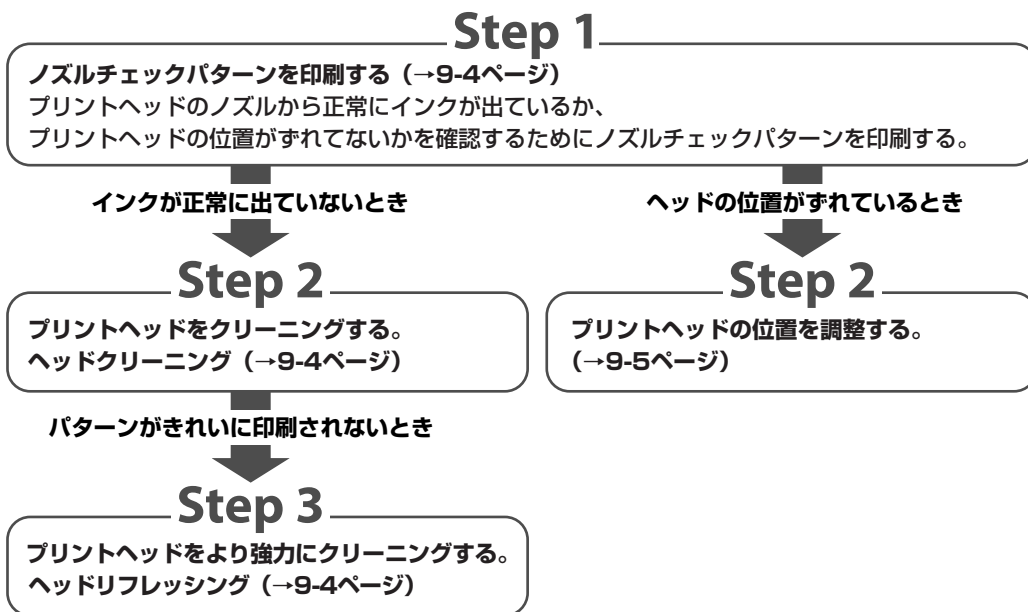 Step 1
ノズルチェックパターンを印刷する（→9-4ページ）
プリントヘッドのノズルから正常にインクが出ているか、
プリントヘッドの位置がずれてないかを確認するためにノズルチェックパターンを印刷する。
インクが正常に出ていないとき
ヘッドの位置がずれているとき
Step 2
プリントヘッドをクリーニングする。
ヘッドクリーニング（→9-4ページ）
Step 2
プリントヘッドの位置を調整する。
（→9-5ページ）
パターンがきれいに印刷されないとき
Step 3
プリントヘッドをより強力にクリーニングする。
ヘッドリフレッシング（→9-4ページ）